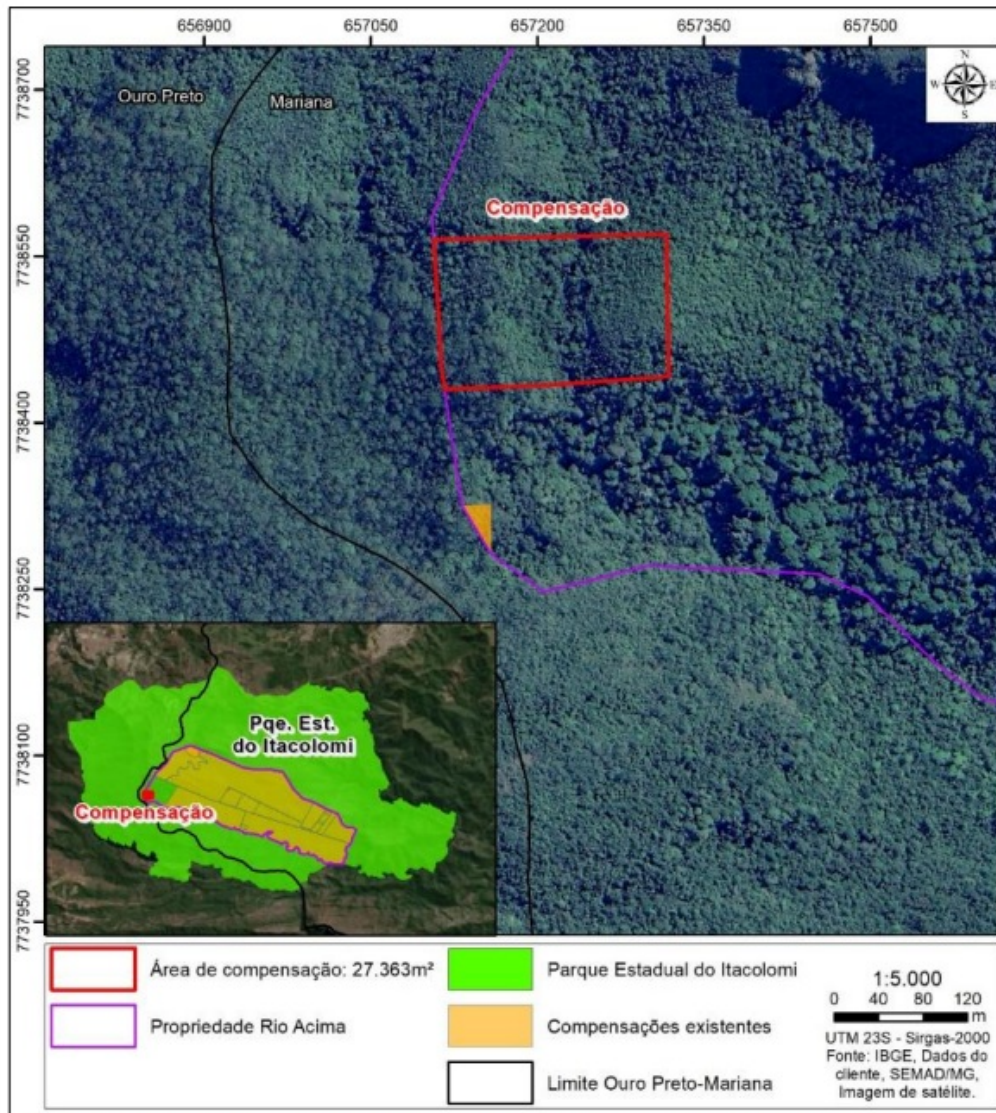 656900 657050 657200 657350 657500
7738700
7738550
7738400
7738250
7738100
7737950
N
W E
S
Ouro Preto
Mariana
Compensação
Pqe. Est.
do Itacolomi
Compensação
Área de compensação: 27.363m²
Propriedade Rio Acima
Parque Estadual do Itacolomi
Compensações existentes
Limite Ouro Preto-Mariana
1:5.000
0 40 80 120
m
UTM 23S - Sirgas-2000
Fonte: IBGE, Dados do
cliente, SEMAD/MG,
Imagem de satélite.